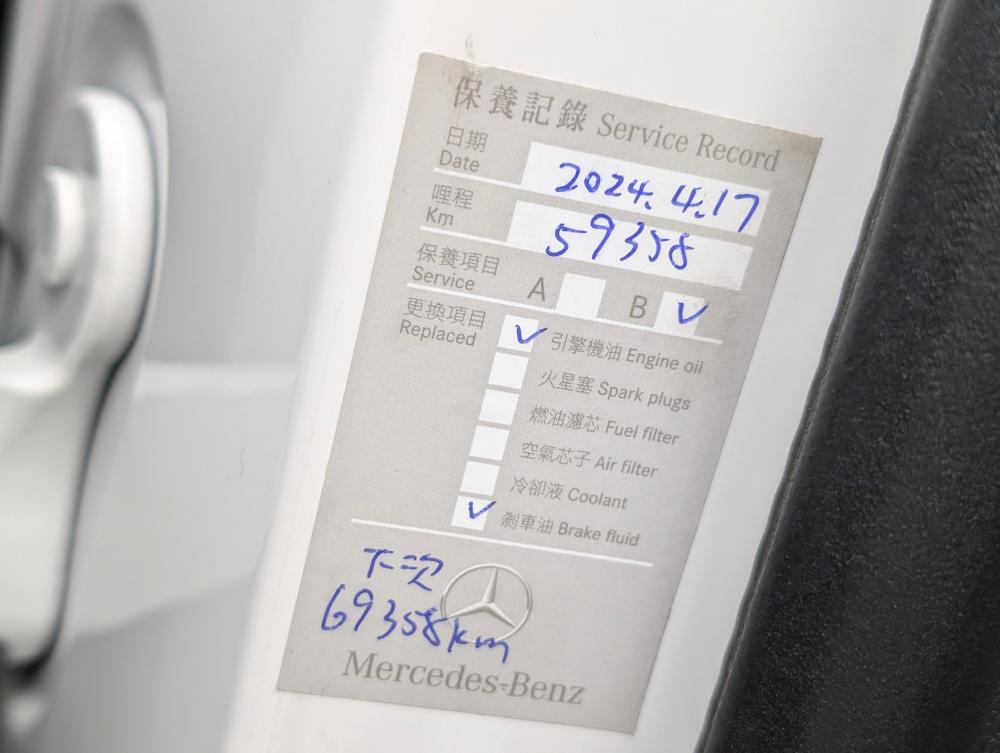 保養記錄 Service Record
日期
Date
2024.4.17
哩程
Km
59358
保養項目
Service
A
B ✓
更換項目
Replaced
✓ 引擎機油 Engine oil
火星塞 Spark plugs
燃油濾芯 Fuel filter
空氣芯子 Air filter
冷卻液 Coolant
✓ 剎車油 Brake fluid
下一次
69358km
Mercedes-Benz